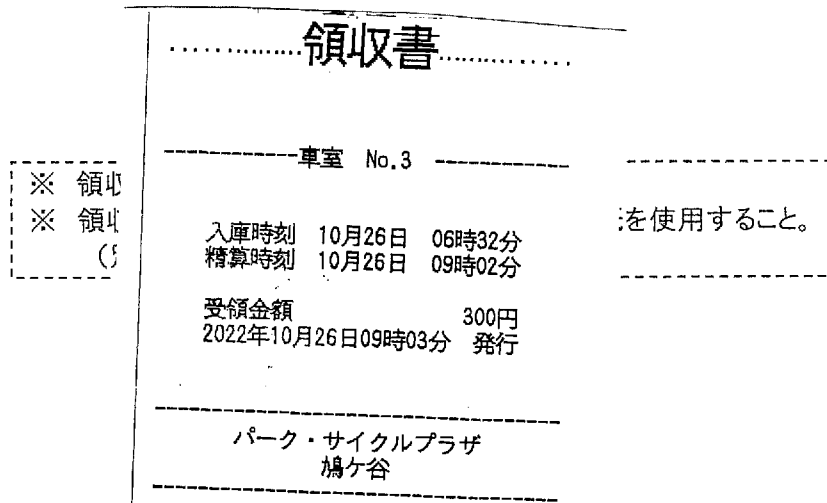 領収書
車室 No.3
※ 領収
※ 領収 を使用すること。
入庫時刻 10月26日 06時32分
精算時刻 10月26日 09時02分
受領金額 300円
2022年10月26日09時03分 発行
パーク・サイクルプラザ
鳩ケ谷